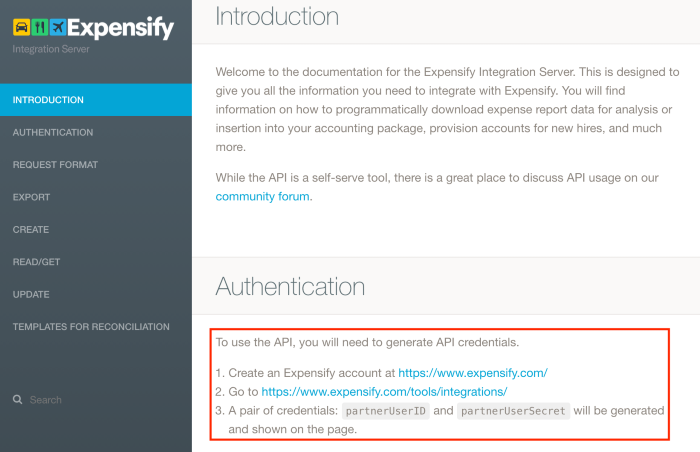 Expensify
Integration Server
INTRODUCTION
AUTHENTICATION
REQUEST FORMAT
EXPORT
CREATE
READ/GET
UPDATE
TEMPLATES FOR RECONCILIATION
Search
Introduction
Welcome to the documentation for the Expensify Integration Server. This is designed to
give you all the information you need to integrate with Expensify. You will find
information on how to programmatically download expense report data for analysis or
insertion into your accounting package, provision accounts for new hires, and much
more.
While the API is a self-serve tool, there is a great place to discuss API usage on our
community forum.
Authentication
To use the API, you will need to generate API credentials.
1. Create an Expensify account at https://www.expensify.com/
2. Go to https://www.expensify.com/tools/integrations/
3. A pair of credentials: partnerUserID and partnerUserSecret will be generated
and shown on the page.